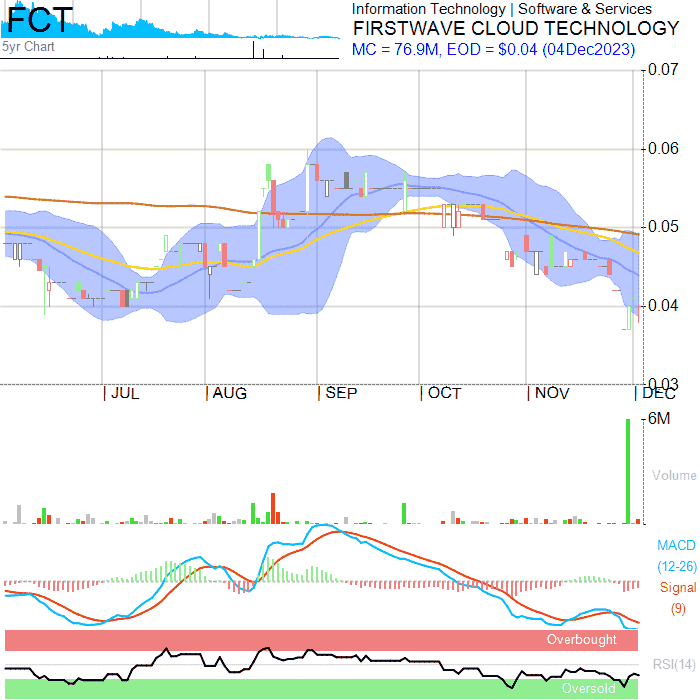 FCT
5yr Chart
Information Technology | Software & Services
FIRSTWAVE CLOUD TECHNOLOGY
MC = 76.9M, EOD = $0.04 (04Dec2023)
0.07
0.06
0.05
0.04
0.03
JUL
AUG
SEP
OCT
NOV
DEC
6M
Volume
MACD
(12-26)
Signal
(9)
Overbought
RSI(14)
Oversold